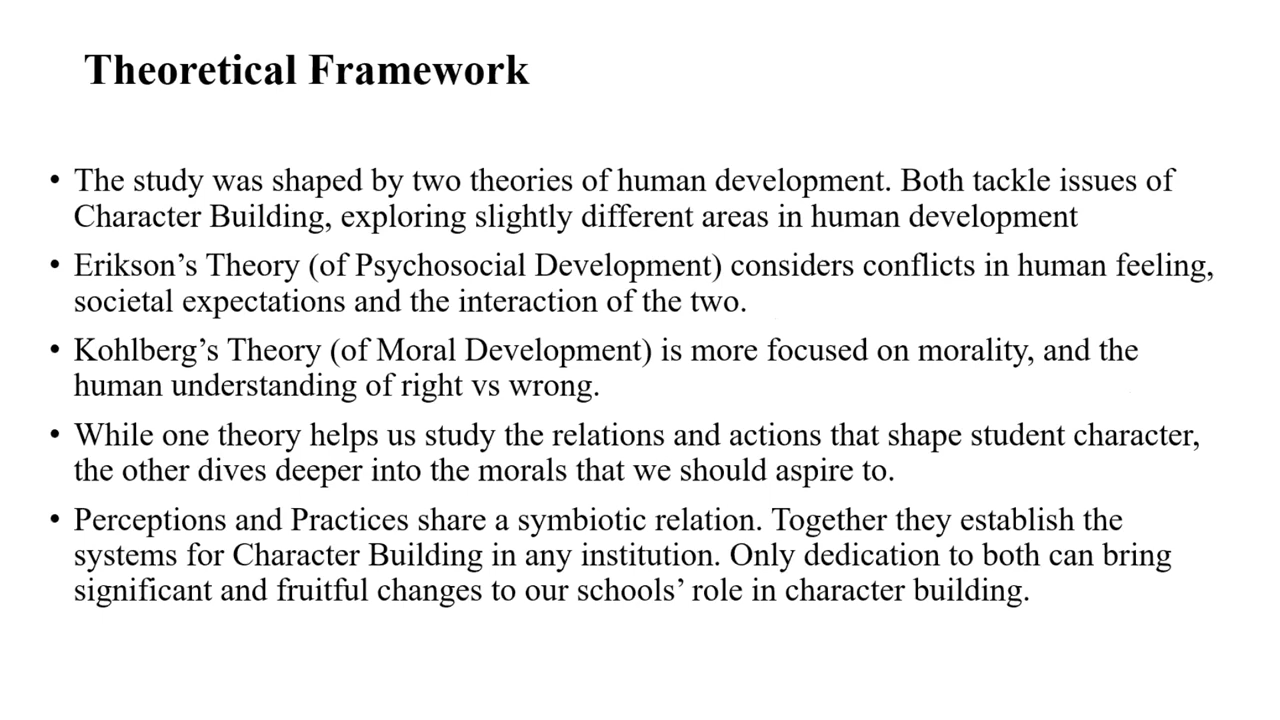 Theoretical Framework
• The study was shaped by two theories of human development. Both tackle issues of
Character Building, exploring slightly different areas in human development
• Erikson’s Theory (of Psychosocial Development) considers conflicts in human feeling,
societal expectations and the interaction of the two.
• Kohlberg’s Theory (of Moral Development) is more focused on morality, and the
human understanding of right vs wrong.
• While one theory helps us study the relations and actions that shape student character,
the other dives deeper into the morals that we should aspire to.
• Perceptions and Practices share a symbiotic relation. Together they establish the
systems for Character Building in any institution. Only dedication to both can bring
significant and fruitful changes to our schools’ role in character building.